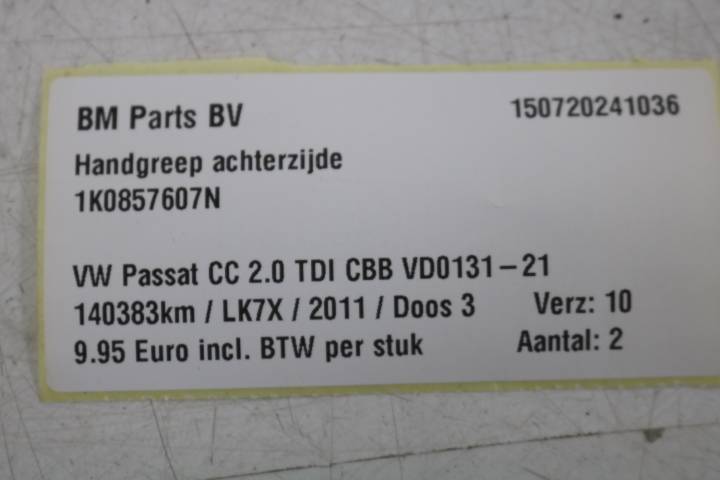 BM Parts BV 150720241036
Handgreep achterzijde
1K0857607N
VW Passat CC 2.0 TDI CBB VD0131-21
140383km / LK7X / 2011 / Doos 3 Verz: 10
9.95 Euro incl. BTW per stuk Aantal: 2